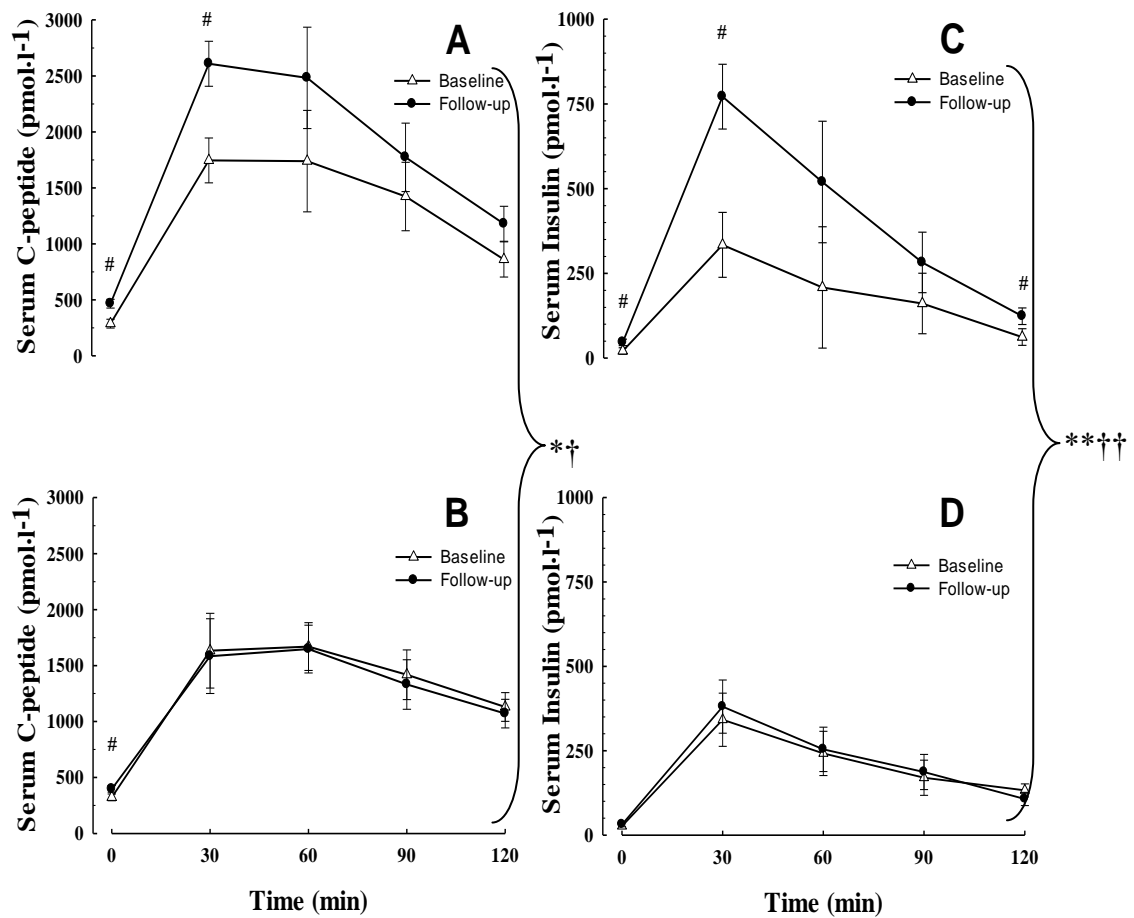 A
Serum C-peptide (pmol·l-1)
3000
2500
2000
1500
1000
500
0
#
#
Baseline
Follow-up
C
Serum Insulin (pmol·l-1)
1000
750
500
250
0
#
#
#
Baseline
Follow-up
*†
**††
B
Serum C-peptide (pmol·l-1)
3000
2500
2000
1500
1000
500
0
#
Baseline
Follow-up
0 30 60 90 120
Time (min)
D
Serum Insulin (pmol·l-1)
1000
750
500
250
0
Baseline
Follow-up
0 30 60 90 120
Time (min)